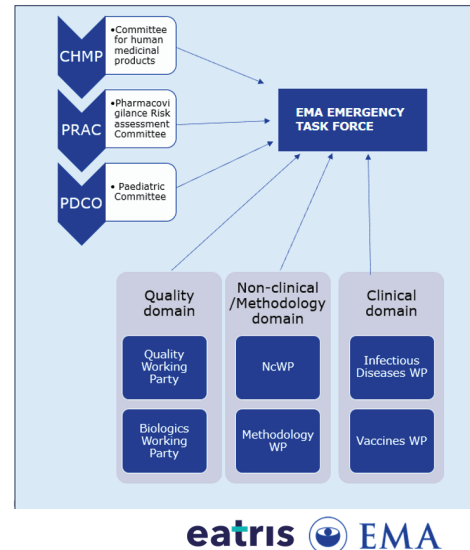 CHMP
•Committee
for human
medicinal
products
PRAC
•Pharmacovi
gilance Risk
assessment
Committee
PDCO
• Paediatric
Committee
EMA EMERGENCY
TASK FORCE
Quality
domain
Quality
Working
Party
Biologics
Working
Party
Non-clinical
/Methodology
domain
NcWP
Methodology
WP
Clinical
domain
Infectious
Diseases WP
Vaccines WP
eatris
EMA